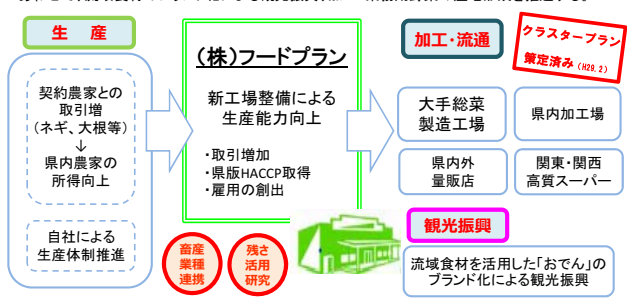 生　産
契約農家との
取引増
（ネギ、大根等）
↓
県内農家の
所得向上
自社による
生産体制推進
(株)フードプラン
新工場整備による
生産能力向上
・取引増加
・県版HACCP取得
・雇用の創出
畜産
業種
連携
残さ
活用
研究
加工・流通
クラスタープラン
策定済み（H29.2）
大手総菜
製造工場
県内加工場
県内外
量販店
関東・関西
高質スーパー
観光振興
流域食材を活用した「おでん」の
ブランド化による観光振興